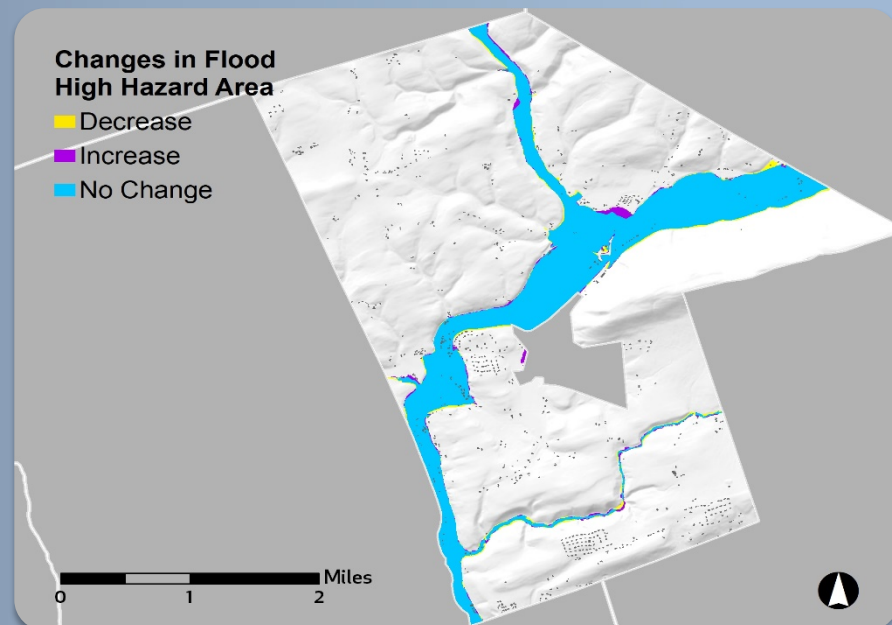 Changes in Flood
High Hazard Area
Decrease
Increase
No Change
Miles
0 1 2